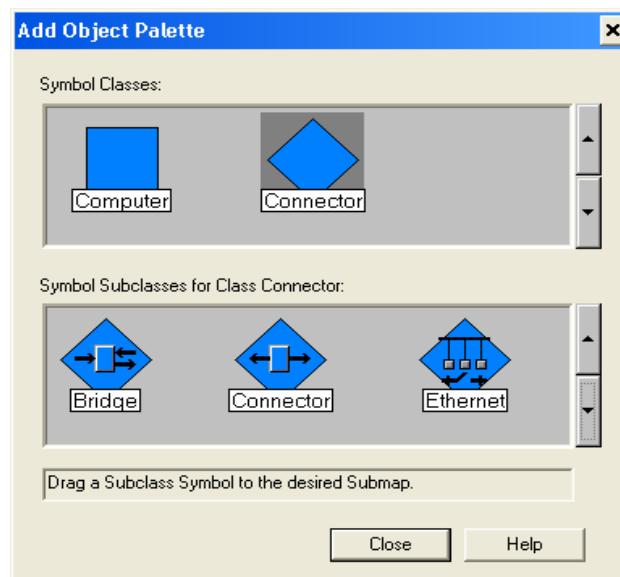 Add Object Palette
Symbol Classes:
Computer Connector
Symbol Subclasses for Class Connector:
Bridge Connector Ethernet
Drag a Subclass Symbol to the desired Submap.
Close Help